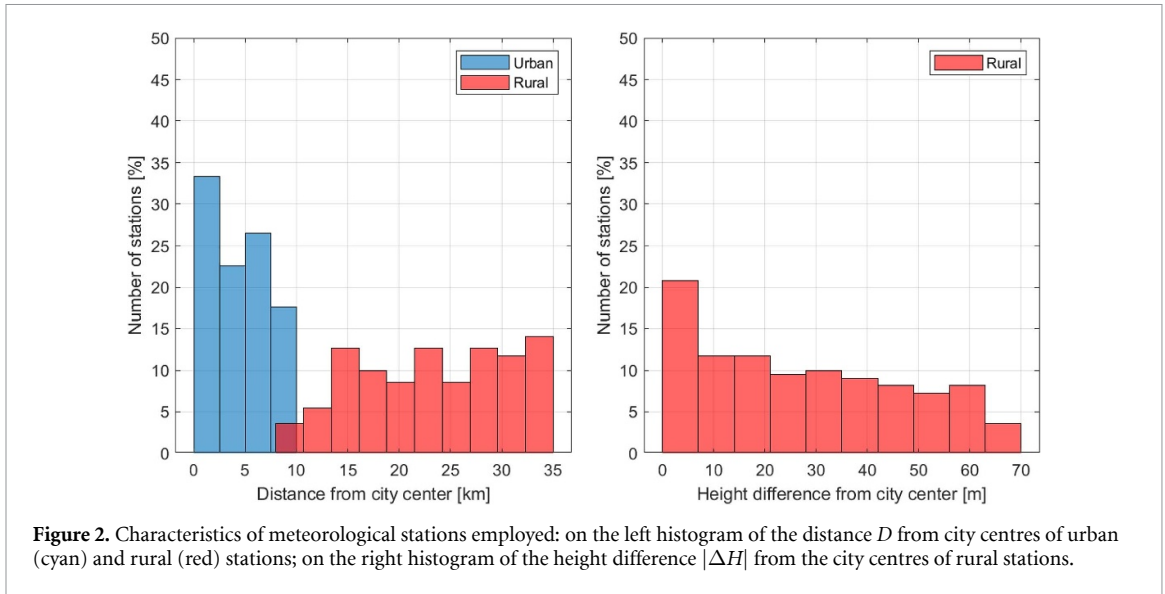 50
45
40
35
30
25
20
15
10
5
0
Number of stations [%]
Urban
Rural
0 5 10 15 20 25 30 35
Distance from city center [km]
50
45
40
35
30
25
20
15
10
5
0
Number of stations [%]
Rural
0 10 20 30 40 50 60 70
Height difference from city center [m]
Figure 2. Characteristics of meteorological stations employed: on the left histogram of the distance D from city centres of urban
(cyan) and rural (red) stations; on the right histogram of the height difference |ΔH| from the city centres of rural stations.